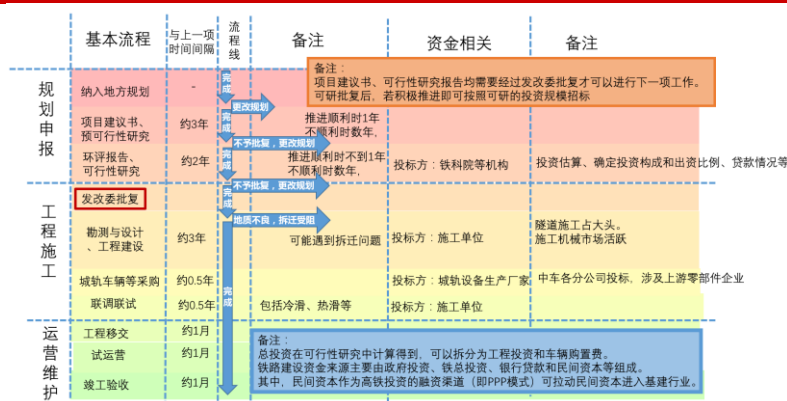 基本流程
与上一项
时间间隔
流
程
线
备注
资金相关
备注
备注：
项目建议书、可行性研究报告均需要经过发改委批复才可以进行下一项工作。
可研批复后，若积极推进即可按照可研的投资规模招标
规
划
申
报
纳入地方规划
-
完
成
更改规划
项目建议书、
预可行性研究
约3年
完
成
推进顺利时1年
不顺利时数年，
不予批复，更改规划
环评报告、
可行性研究
约2年
完
成
推进顺利时不到1年
不顺利时数年，
投标方：铁科院等机构
投资估算、确定投资构成和出资比例、贷款情况等
不予批复，更改规划
工
程
施
工
发改委批复
完
成
地质不良，拆迁受阻
勘测与设计
、工程建设
约3年
可能遇到拆迁问题
投标方：施工单位
隧道施工占大头。
施工机械市场活跃
城轨车辆等采购
约0.5年
完
成
投标方：城轨设备生产厂家
中车各分公司投标，涉及上游零部件企业
联调联试
约0.5年
包括冷滑、热滑等
投标方：施工单位
运
营
维
护
工程移交
约1月
试运营
约1月
竣工验收
约1月
备注：
总投资在可行性研究中计算得到，可以拆分为工程投资和车辆购置费。
铁路建设资金来源主要由政府投资、铁总投资、银行贷款和民间资本等组成。
其中，民间资本作为高铁投资的融资渠道（即PPP模式）可拉动民间资本进入基建行业。